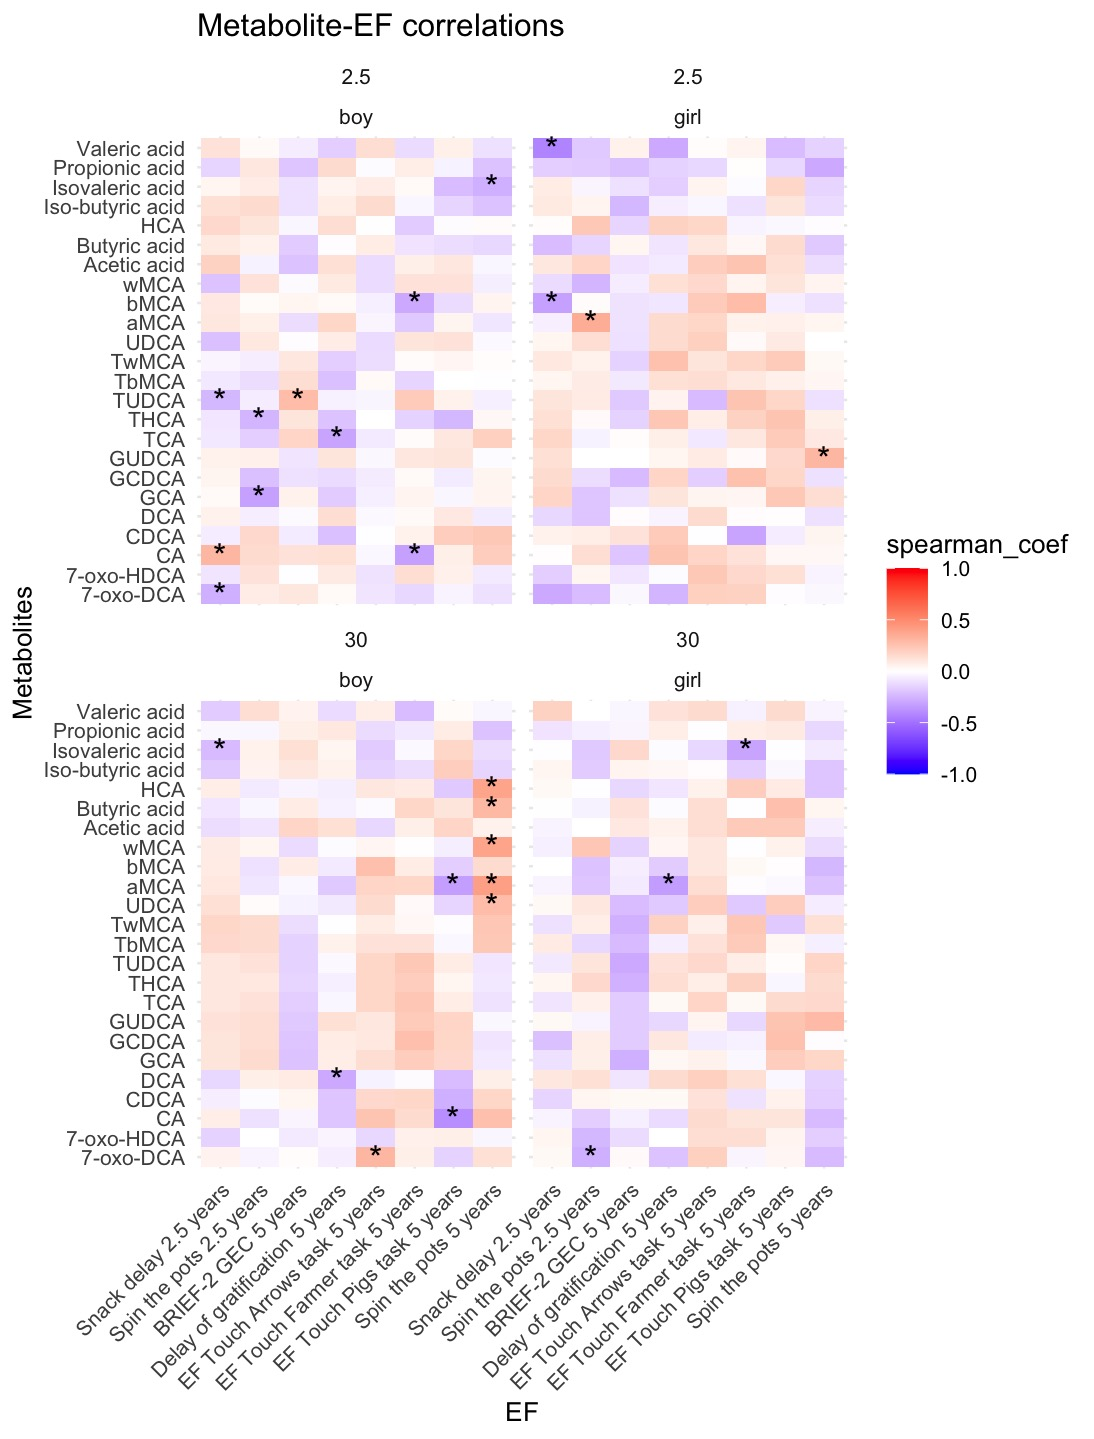 Metabolite-EF correlations
2.5
2.5
boy
girl
Valeric acid
Propionic acid
Isovaleric acid
Iso-butyric acid
HCA
Butyric acid
Acetic acid
wMCA
bMCA
aMCA
UDCA
TwMCA
TbMCA
TUDCA
THCA
TCA
GUDCA
GCDCA
GCA
DCA
CDCA
CA
7-oxo-HDCA
7-oxo-DCA
30
30
boy
girl
Valeric acid
Propionic acid
Isovaleric acid
Iso-butyric acid
HCA
Butyric acid
Acetic acid
wMCA
bMCA
aMCA
UDCA
TwMCA
TbMCA
TUDCA
THCA
TCA
GUDCA
GCDCA
GCA
DCA
CDCA
CA
7-oxo-HDCA
7-oxo-DCA
Metabolites
Snack delay 2.5 years
Spin the pots 2.5 years
BRIEF-2 GEC 5 years
Delay of gratification 5 years
EF Touch Arrows task 5 years
EF Touch Farmer task 5 years
EF Touch Pigs task 5 years
Spin the pots 5 years
Snack delay 2.5 years
Spin the pots 2.5 years
BRIEF-2 GEC 5 years
Delay of gratification 5 years
EF Touch Arrows task 5 years
EF Touch Farmer task 5 years
EF Touch Pigs task 5 years
Spin the pots 5 years
EF
spearman_coef
1.0
0.5
0.0
-0.5
-1.0